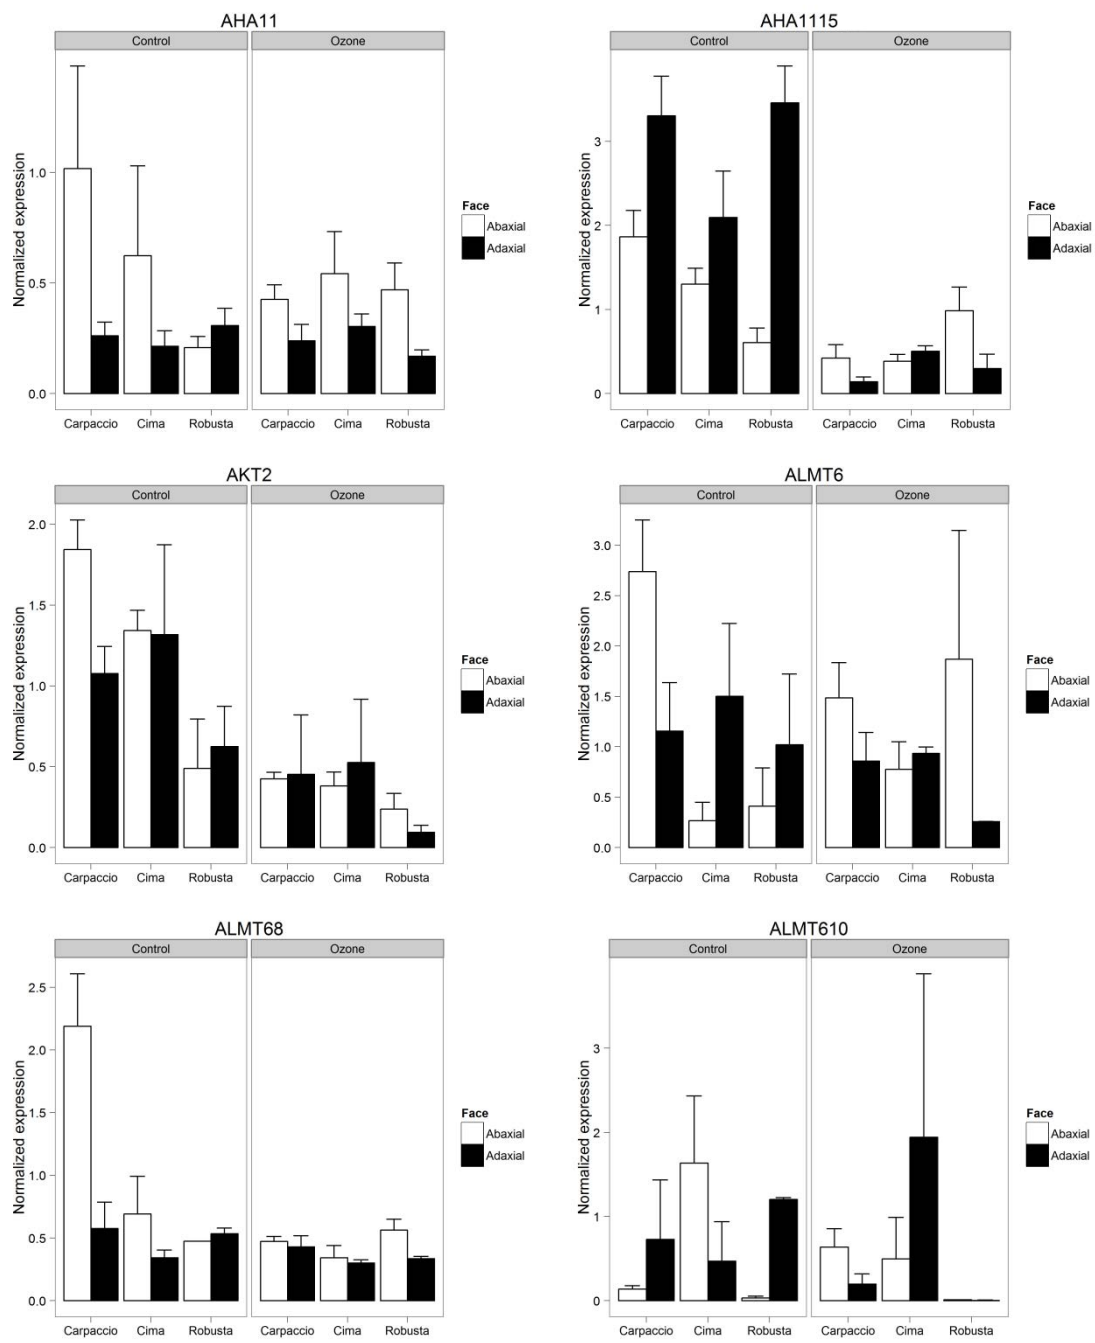 AHA11
Control Ozone
Normalized expression
1.0
0.5
0.0
Carpaccio Cima Robusta Carpaccio Cima Robusta
Face
Abaxial
Adaxial
AHA1115
Control Ozone
Normalized expression
3
2
1
0
Carpaccio Cima Robusta Carpaccio Cima Robusta
Face
Abaxial
Adaxial
AKT2
Control Ozone
Normalized expression
2.0
1.5
1.0
0.5
0.0
Carpaccio Cima Robusta Carpaccio Cima Robusta
Face
Abaxial
Adaxial
ALMT6
Control Ozone
Normalized expression
3.0
2.5
2.0
1.5
1.0
0.5
0.0
Carpaccio Cima Robusta Carpaccio Cima Robusta
Face
Abaxial
Adaxial
ALMT68
Control Ozone
Normalized expression
2.5
2.0
1.5
1.0
0.5
0.0
Carpaccio Cima Robusta Carpaccio Cima Robusta
Face
Abaxial
Adaxial
ALMT610
Control Ozone
Normalized expression
3
2
1
0
Carpaccio Cima Robusta Carpaccio Cima Robusta
Face
Abaxial
Adaxial